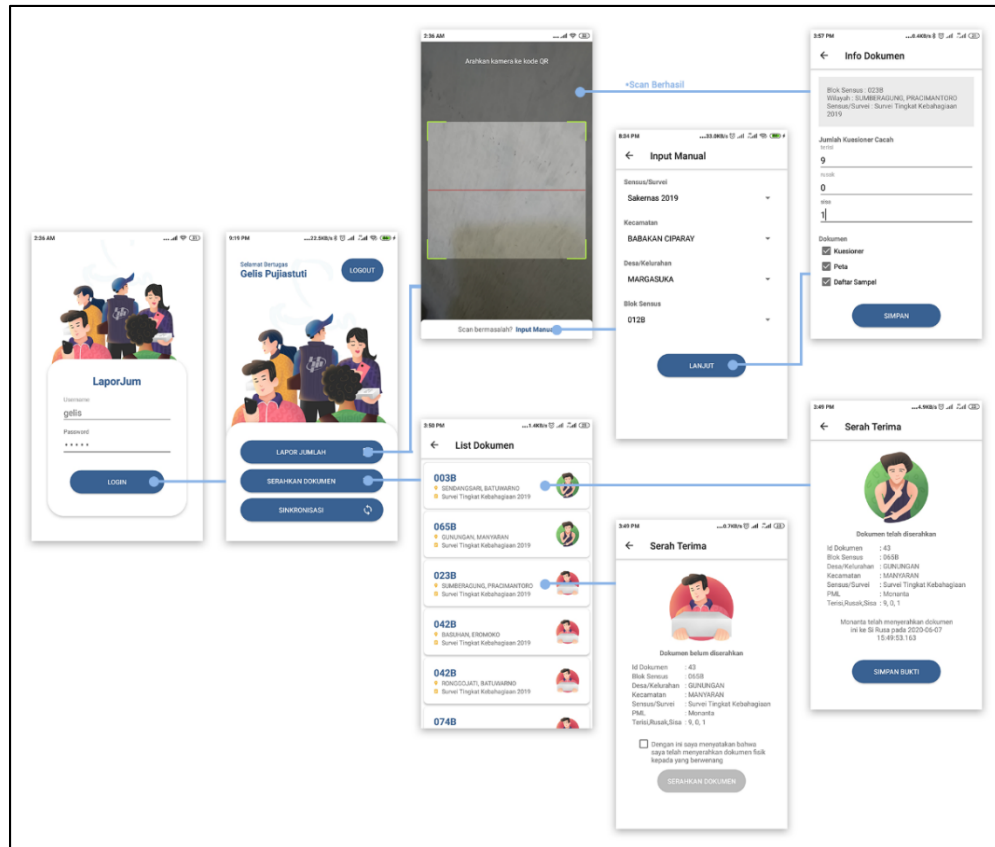 2:36 AM
LaporJum
Username
gelis
Password
LOGIN
9:19 PM
Selamat Bertugas
Gelis Pujiastuti
LOGOUT
LAPOR JUMLAH
SERAHKAN DOKUMEN
SINKRONISASI
2:36 AM
Arahkan kamera ke kode QR
Scan bermasalah? Input Manual
*Scan Berhasil
8:24 PM
Input Manual
Sensus/Survei
Sakernas 2019
Kecamatan
BABAKAN CIPARAY
Desa/Kelurahan
MARGASUKA
Blok Sensus
012B
LANJUT
3:57 PM
Info Dokumen
Blok Sensus : 023B
Wilayah : SUMBERAGUNG, PRACIMANTORO
Sensus/Survei : Survei Tingkat Kebahagiaan
2019
Jumlah Kuesioner Cacah
terisi
9
rusak
0
sisa
1
Dokumen
Kuesioner
Peta
Daftar Sampel
SIMPAN
3:50 PM
List Dokumen
003B
SENDANGSARI, BATUWARNO
Survei Tingkat Kebahagiaan 2019
065B
GUNUNGAN, MANYARAN
Survei Tingkat Kebahagiaan 2019
023B
SUMBERAGUNG, PRACIMANTORO
Survei Tingkat Kebahagiaan 2019
042B
BASUHAN, EROMOKO
Survei Tingkat Kebahagiaan 2019
042B
RONGGOJATI, BATUWARNO
Survei Tingkat Kebahagiaan 2019
074B
3:49 PM
Serah Terima
Dokumen belum diserahkan
Id Dokumen : 43
Blok Sensus : 065B
Desa/Kelurahan : GUNUNGAN
Kecamatan : MANYARAN
Sensus/Survei : Survei Tingkat Kebahagiaan
PML : Monanta
Terisi,Rusak,Sisa : 9, 0, 1
Dengan ini saya menyatakan bahwa
saya telah menyerahkan dokumen fisik
kepada yang berwenang
SERAHKAN DOKUMEN
3:49 PM
Serah Terima
Dokumen telah diserahkan
Id Dokumen : 43
Blok Sensus : 065B
Desa/Kelurahan : GUNUNGAN
Kecamatan : MANYARAN
Sensus/Survei : Survei Tingkat Kebahagiaan
PML : Monanta
Terisi,Rusak,Sisa : 9, 0, 1
Monanta telah menyerahkan dokumen
ini ke Si Rusa pada 2020-06-07
15:49:53.163
SIMPAN BUKTI